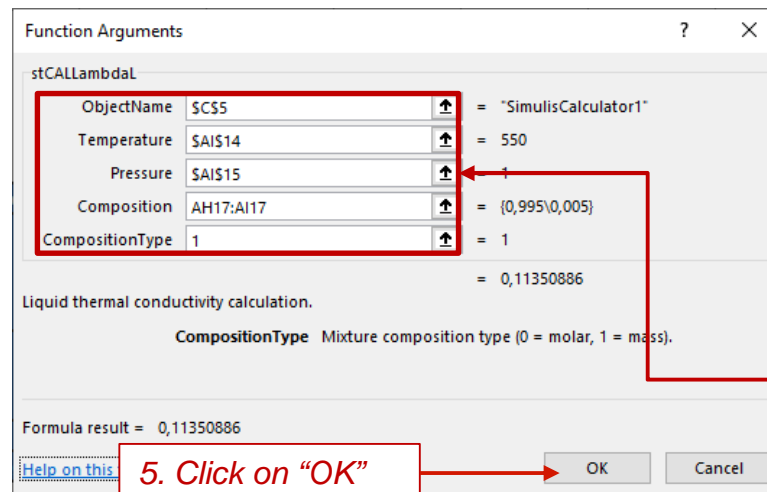 Function Arguments ? ×
stCALLambdaL
ObjectName $C$5 = "SimulisCalculator1"
Temperature $AI$14 = 550
Pressure $AI$15 = 1
Composition AH17:AI17 = {0,995\0,005}
CompositionType 1 = 1
= 0,11350886
Liquid thermal conductivity calculation.
CompositionType Mixture composition type (0 = molar, 1 = mass).
Formula result = 0,11350886
Help on this
5. Click on “OK”
OK Cancel